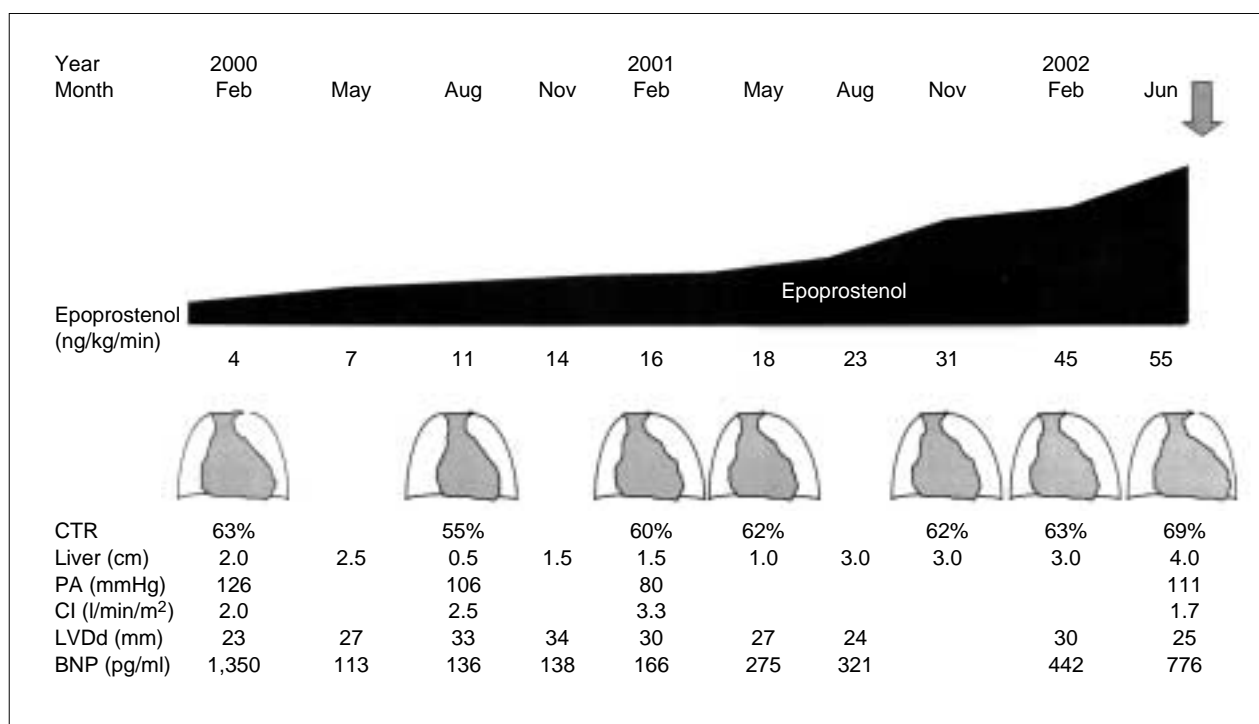 Year 2000 2001 2002
Month Feb May Aug Nov Feb May Aug Nov Feb Jun
Epoprostenol
Epoprostenol
(ng/kg/min)
4 7 11 14 16 18 23 31 45 55
CTR 63% 55% 60% 62% 62% 63% 69%
Liver (cm) 2.0 2.5 0.5 1.5 1.5 1.0 3.0 3.0 3.0 4.0
PA (mmHg) 126 106 80 111
CI (l/min/m²) 2.0 2.5 3.3 1.7
LVDd (mm) 23 27 33 34 30 27 24 30 25
BNP (pg/ml) 1,350 113 136 138 166 275 321 442 776